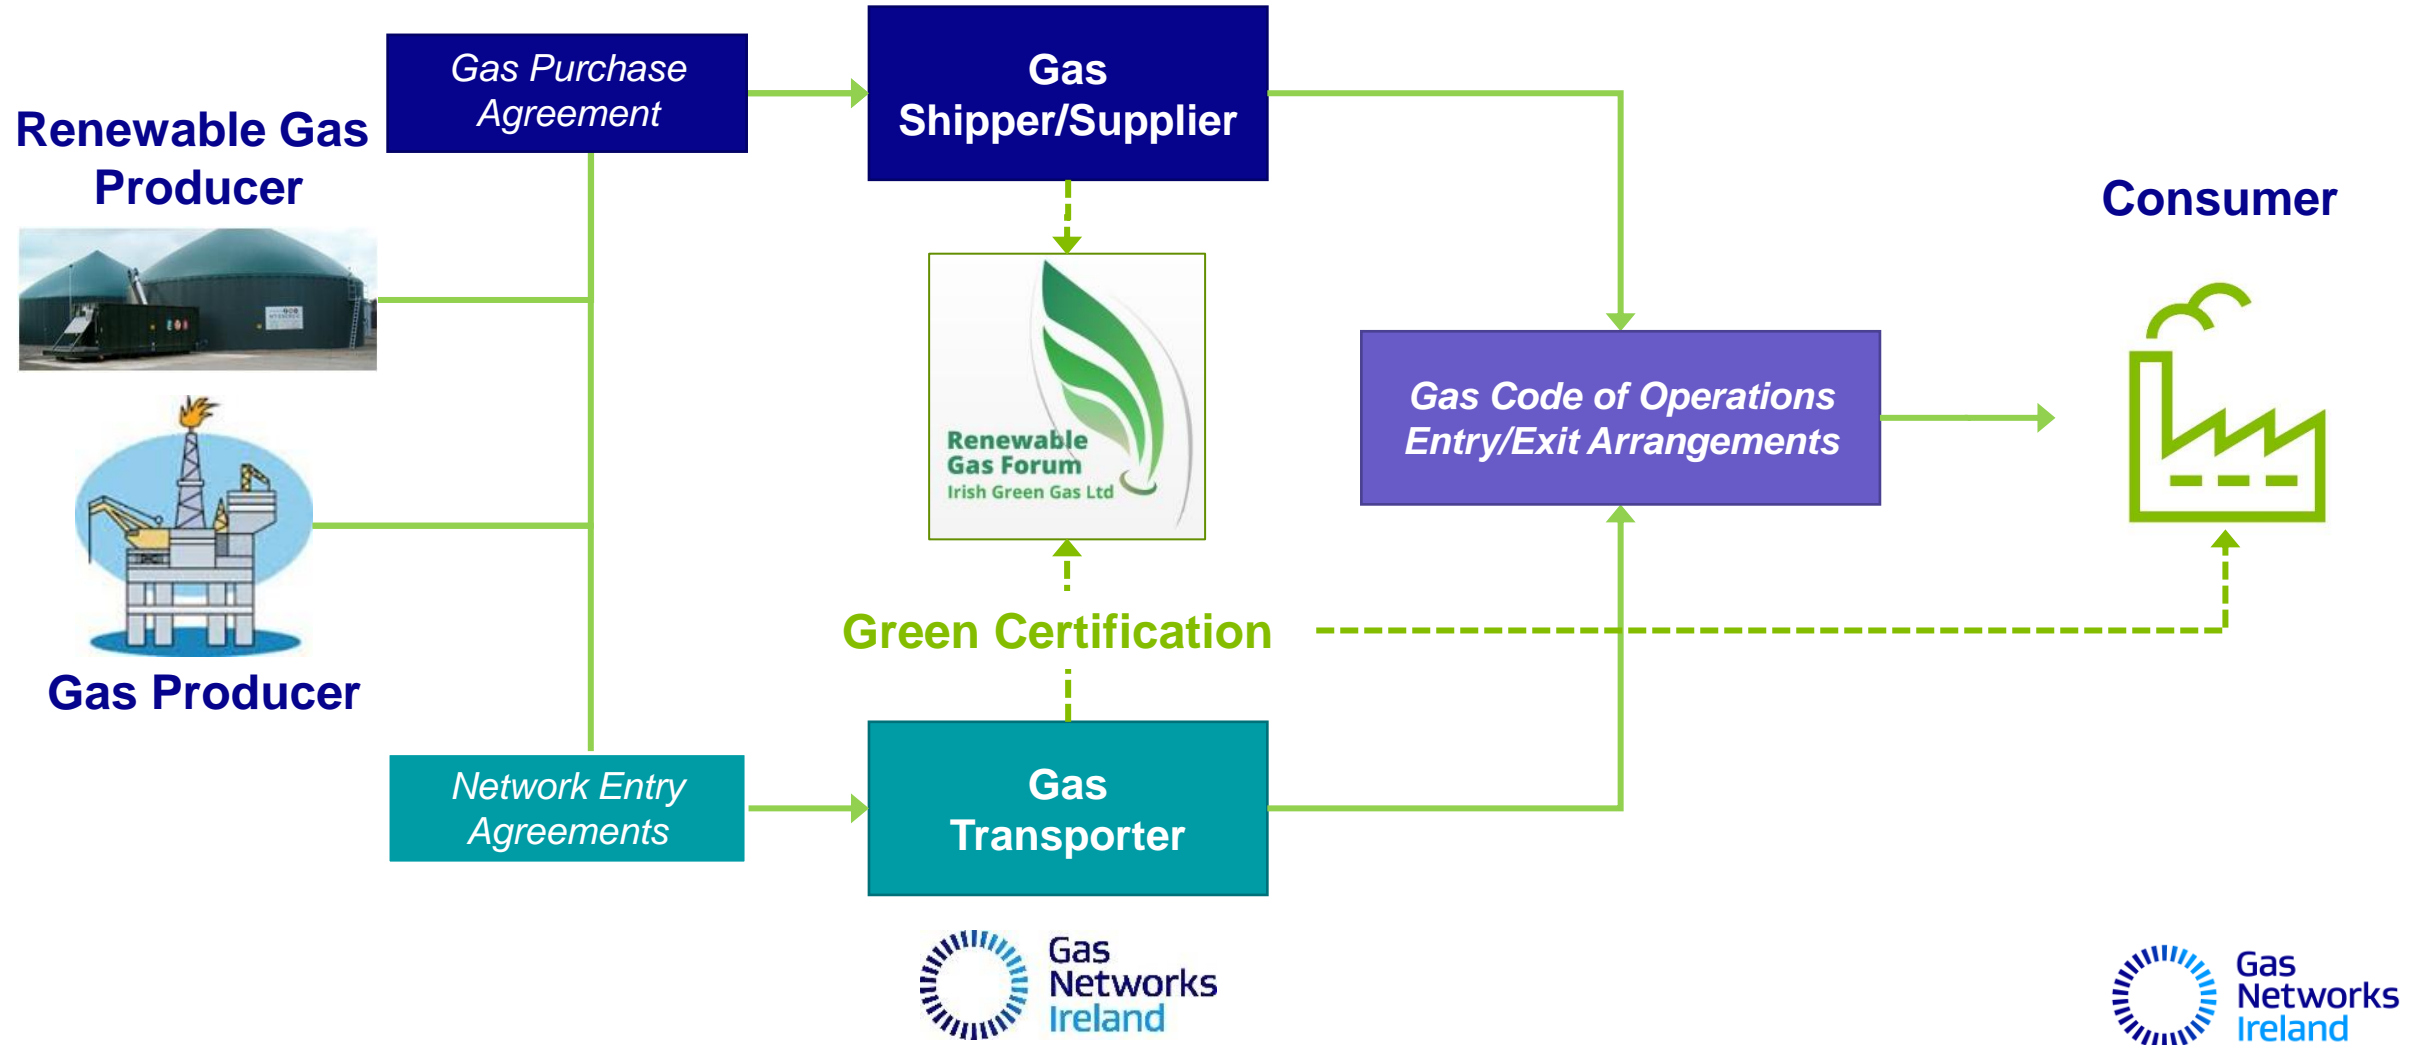 Gas Purchase
Agreement
Gas
Shipper/Supplier
Renewable Gas
Producer
Consumer
Renewable
Gas Forum
Irish Green Gas Ltd
Gas Code of Operations
Entry/Exit Arrangements
Green Certification
Gas Producer
Network Entry
Agreements
Gas
Transporter
Gas
Networks
Ireland
Gas
Networks
Ireland